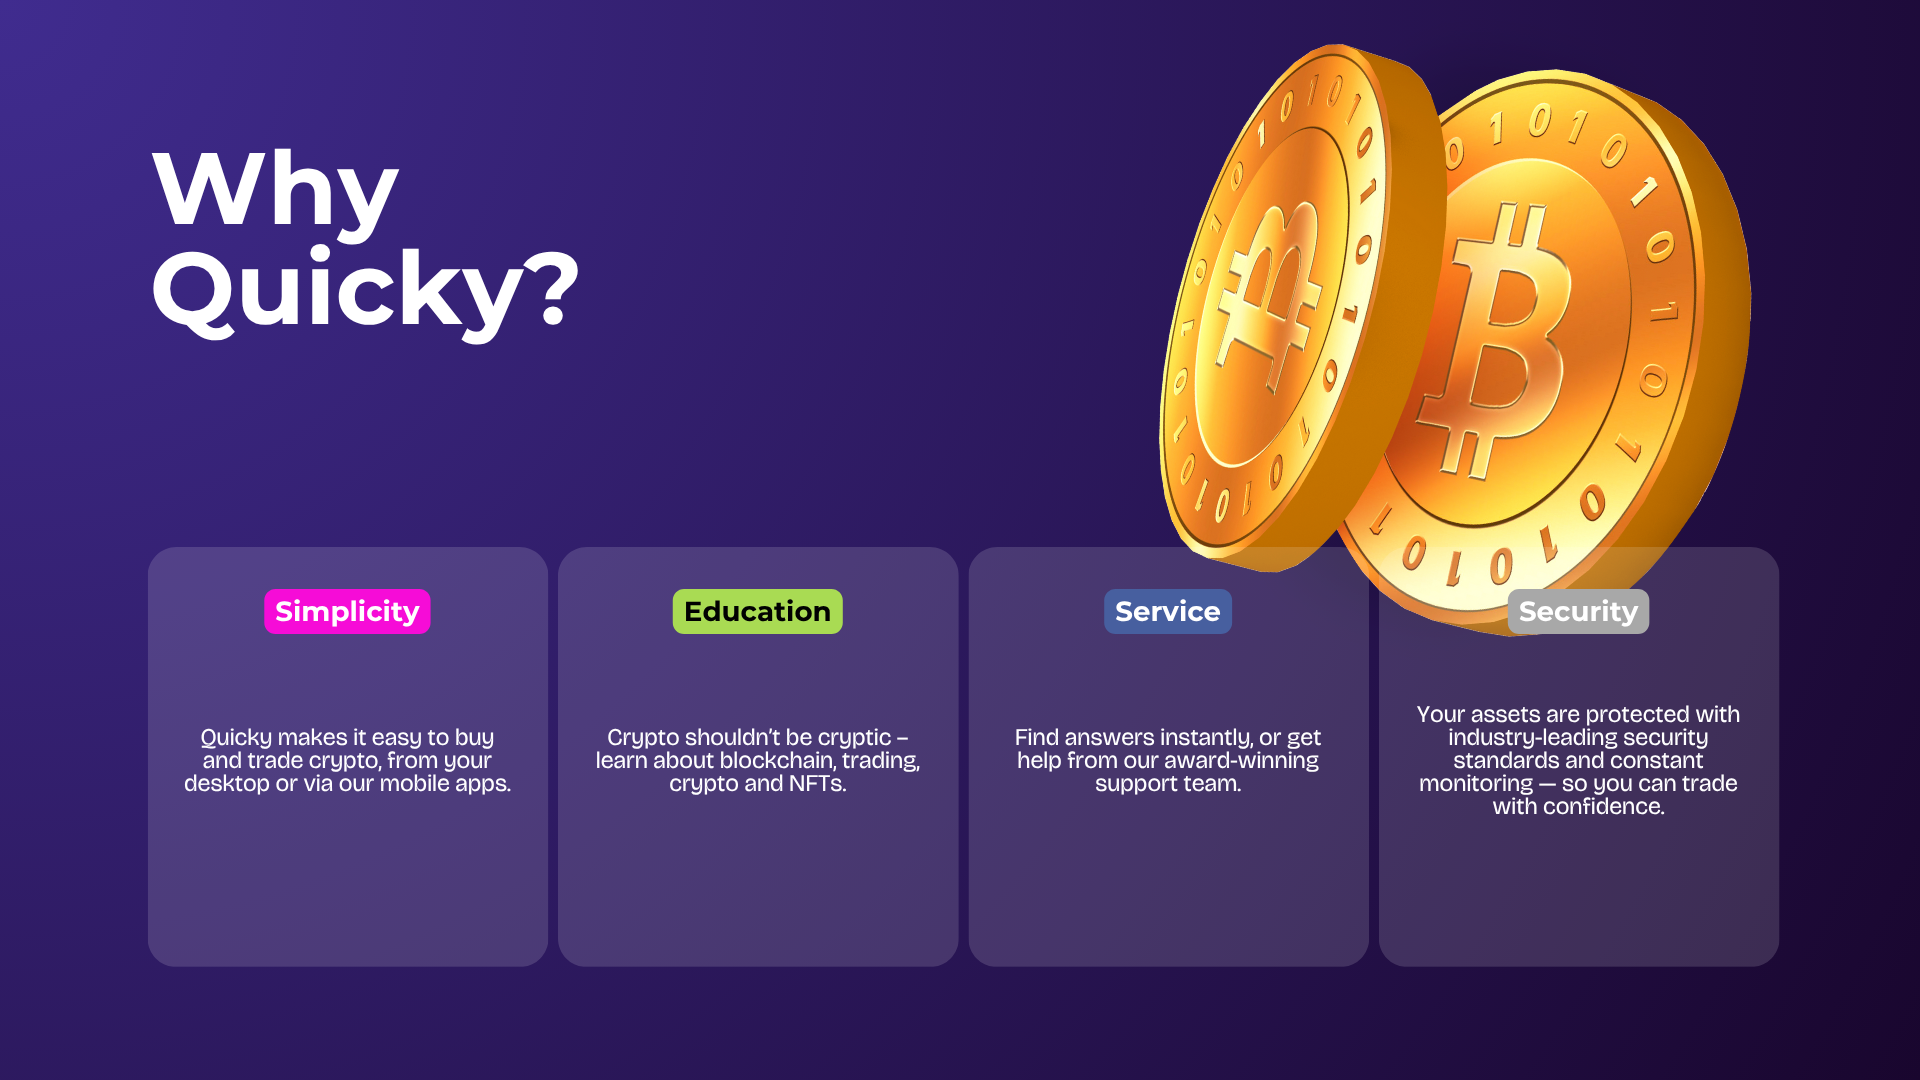 Why
Quicky?
Simplicity
Quicky makes it easy to buy
and trade crypto, from your
desktop or via our mobile apps.
Education
Crypto shouldn’t be cryptic –
learn about blockchain, trading,
crypto and NFTs.
Service
Find answers instantly, or get
help from our award-winning
support team.
Security
Your assets are protected with
industry-leading security
standards and constant
monitoring — so you can trade
with confidence.